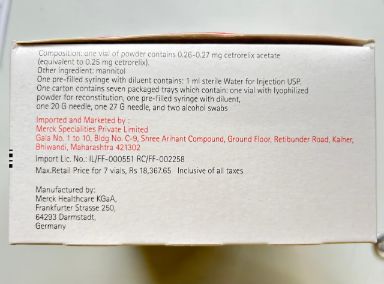 Composition: one vial of powder contains 0.26-0.27 mg cetrorelix acetate
(equivalent to 0.25 mg cetrorelix).
Other ingredient: mannitol
One pre-filled syringe with diluent contains: 1 ml sterile Water for Injection USP.
One carton contains seven packaged trays which contain: one vial with lyophilized
powder for reconstitution, one pre-filled syringe with diluent,
one 20 G needle, one 27 G needle, and two alcohol swabs
Imported and Marketed by :
Merck Specialities Private Limited
Gala No. 1 to 10, Bldg No. C-9, Shree Arihant Compound, Ground Floor, Retibunder Road, Kalher,
Bhiwandi, Maharashtra 421302
Import Lic. No.: IL/FF-000551 RC/FF-002258
Max.Retail Price for 7 vials, Rs 18,367.65 Inclusive of all taxes
Manufactured by:
Merck Healthcare KGaA,
Frankfurter Strasse 250,
64293 Darmstadt,
Germany